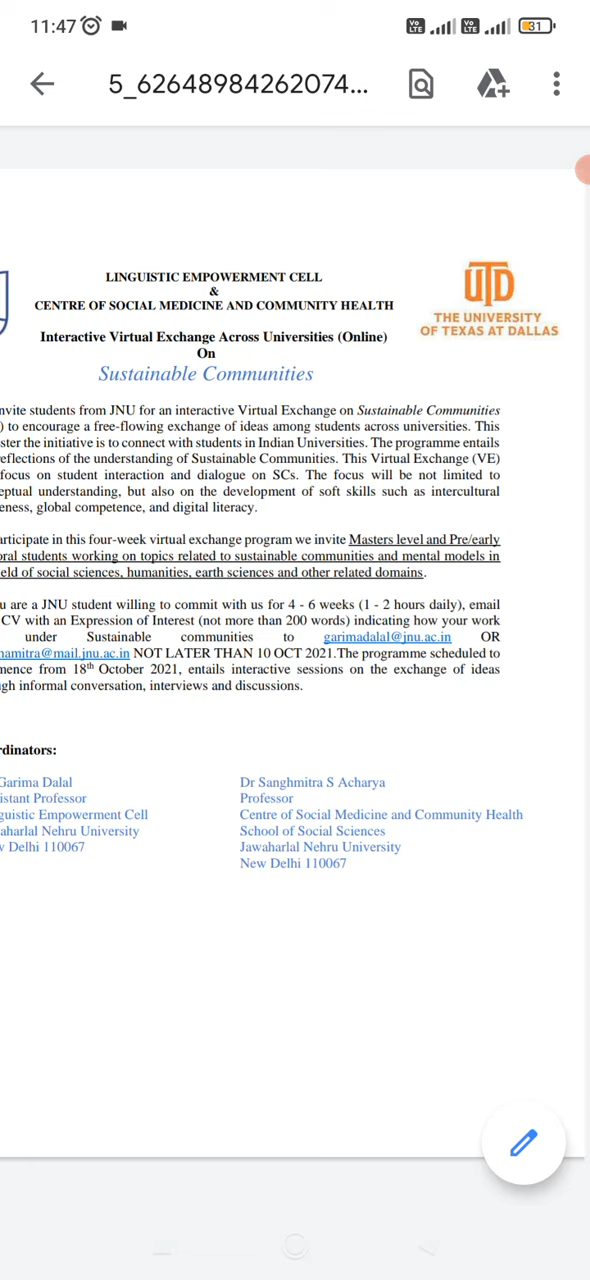 11:47
Vo LTE Vo LTE 31
5_62648984262074...
LINGUISTIC EMPOWERMENT CELL
&
CENTRE OF SOCIAL MEDICINE AND COMMUNITY HEALTH
UTD
THE UNIVERSITY
OF TEXAS AT DALLAS
Interactive Virtual Exchange Across Universities (Online)
On
Sustainable Communities
nvite students from JNU for an interactive Virtual Exchange on Sustainable Communities
) to encourage a free-flowing exchange of ideas among students across universities. This
ster the initiative is to connect with students in Indian Universities. The programme entails
eflections of the understanding of Sustainable Communities. This Virtual Exchange (VE)
focus on student interaction and dialogue on SCs. The focus will be not limited to
eptual understanding, but also on the development of soft skills such as intercultural
eness, global competence, and digital literacy.
articipate in this four-week virtual exchange program we invite Masters level and Pre/early
oral students working on topics related to sustainable communities and mental models in
eld of social sciences, humanities, earth sciences and other related domains.
u are a JNU student willing to commit with us for 4 - 6 weeks (1 - 2 hours daily), email
CV with an Expression of Interest (not more than 200 words) indicating how your work
under Sustainable communities to garimadalal@jnu.ac.in OR
hamitra@mail.jnu.ac.in NOT LATER THAN 10 OCT 2021.The programme scheduled to
mence from 18th October 2021, entails interactive sessions on the exchange of ideas
ugh informal conversation, interviews and discussions.
rdinators:
Garima Dalal
istant Professor
guistic Empowerment Cell
aharlal Nehru University
w Delhi 110067
Dr Sanghmitra S Acharya
Professor
Centre of Social Medicine and Community Health
School of Social Sciences
Jawaharlal Nehru University
New Delhi 110067